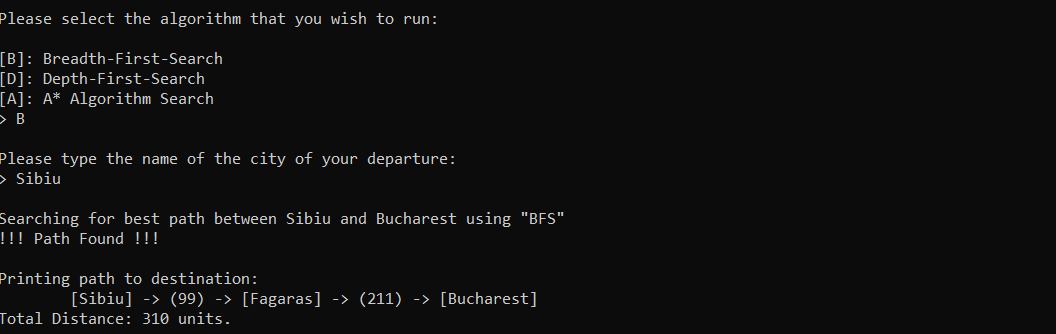 Please select the algorithm that you wish to run:
[B]: Breadth-First-Search
[D]: Depth-First-Search
[A]: A* Algorithm Search
> B
Please type the name of the city of your departure:
> Sibiu
Searching for best path between Sibiu and Bucharest using "BFS"
!!! Path Found !!!
Printing path to destination:
[Sibiu] -> (99) -> [Fagaras] -> (211) -> [Bucharest]
Total Distance: 310 units.